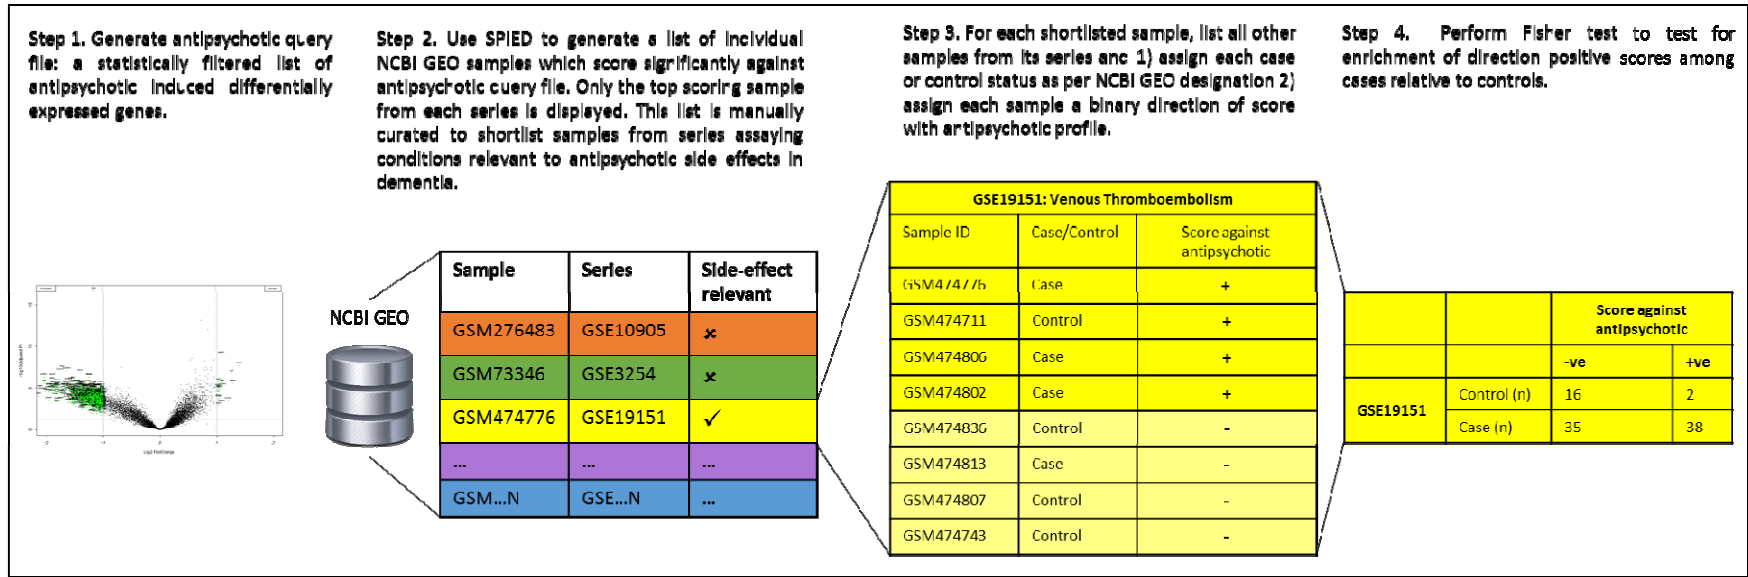 Step 1. Generate antipsychotic query
file: a statistically filtered list of
antipsychotic induced differentially
expressed genes.
Step 2. Use SPIED to generate a list of individual
NCBI GEO samples which score significantly against
antipsychotic query file. Only the top scoring sample
from each series is displayed. This list is manually
curated to shortlist samples from series assaying
conditions relevant to antipsychotic side effects in
dementia.
Step 3. For each shortlisted sample, list all other
samples from its series and 1) assign each case
or control status as per NCBI GEO designation 2)
assign each sample a binary direction of score
with antipsychotic profile.
Step 4. Perform Fisher test to test for
enrichment of direction positive scores among
cases relative to controls.
NCBI GEO
Sample Series Side-effect
relevant
GSM276483 GSE10905 ✗
GSM73346 GSE3254 ✗
GSM474776 GSE19151 ✓
... ... ...
GSM...N GSE...N ...
GSE19151: Venous Thromboembolism
Sample ID Case/Control Score against
antipsychotic
GSM474776 Case +
GSM474711 Control +
GSM474806 Case +
GSM474802 Case +
GSM474836 Control -
GSM474813 Case -
GSM474807 Control -
GSM474743 Control -
Score against
antipsychotic
-ve +ve
GSE19151 Control (n) 16 2
Case (n) 35 38